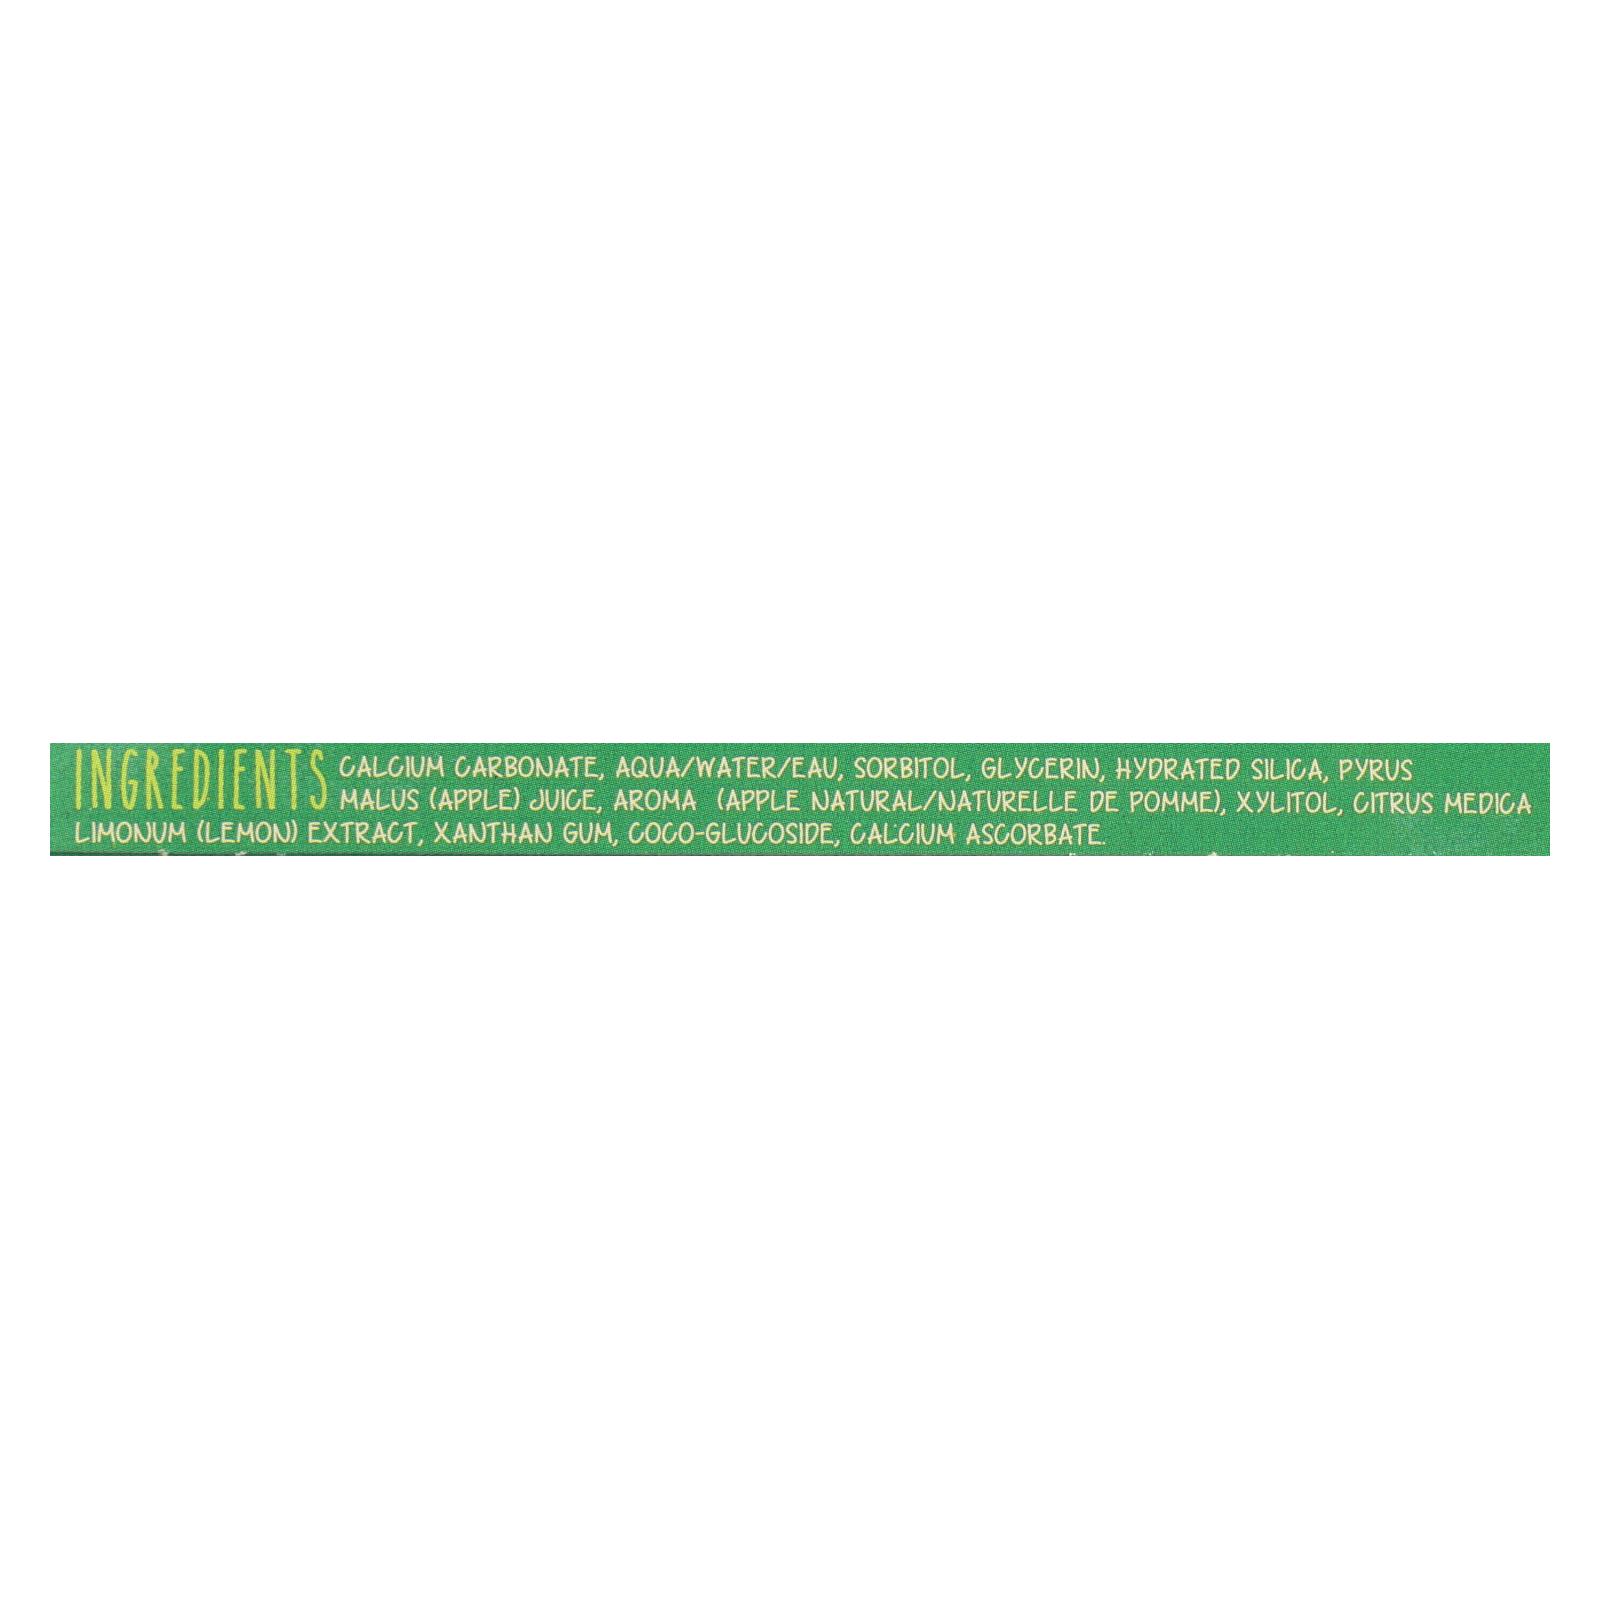 INGREDIENTS CALCIUM CARBONATE, AQUA/WATER/EAU, SORBITOL, GLYCERIN, HYDRATED SILICA, PYRUS
MALUS (APPLE) JUICE, AROMA (APPLE NATURAL/NATURELLE DE POMME), XYLITOL, CITRUS MEDICA
LIMONUM (LEMON) EXTRACT, XANTHAN GUM, COCO-GLUCOSIDE, CALCIUM ASCORBATE.